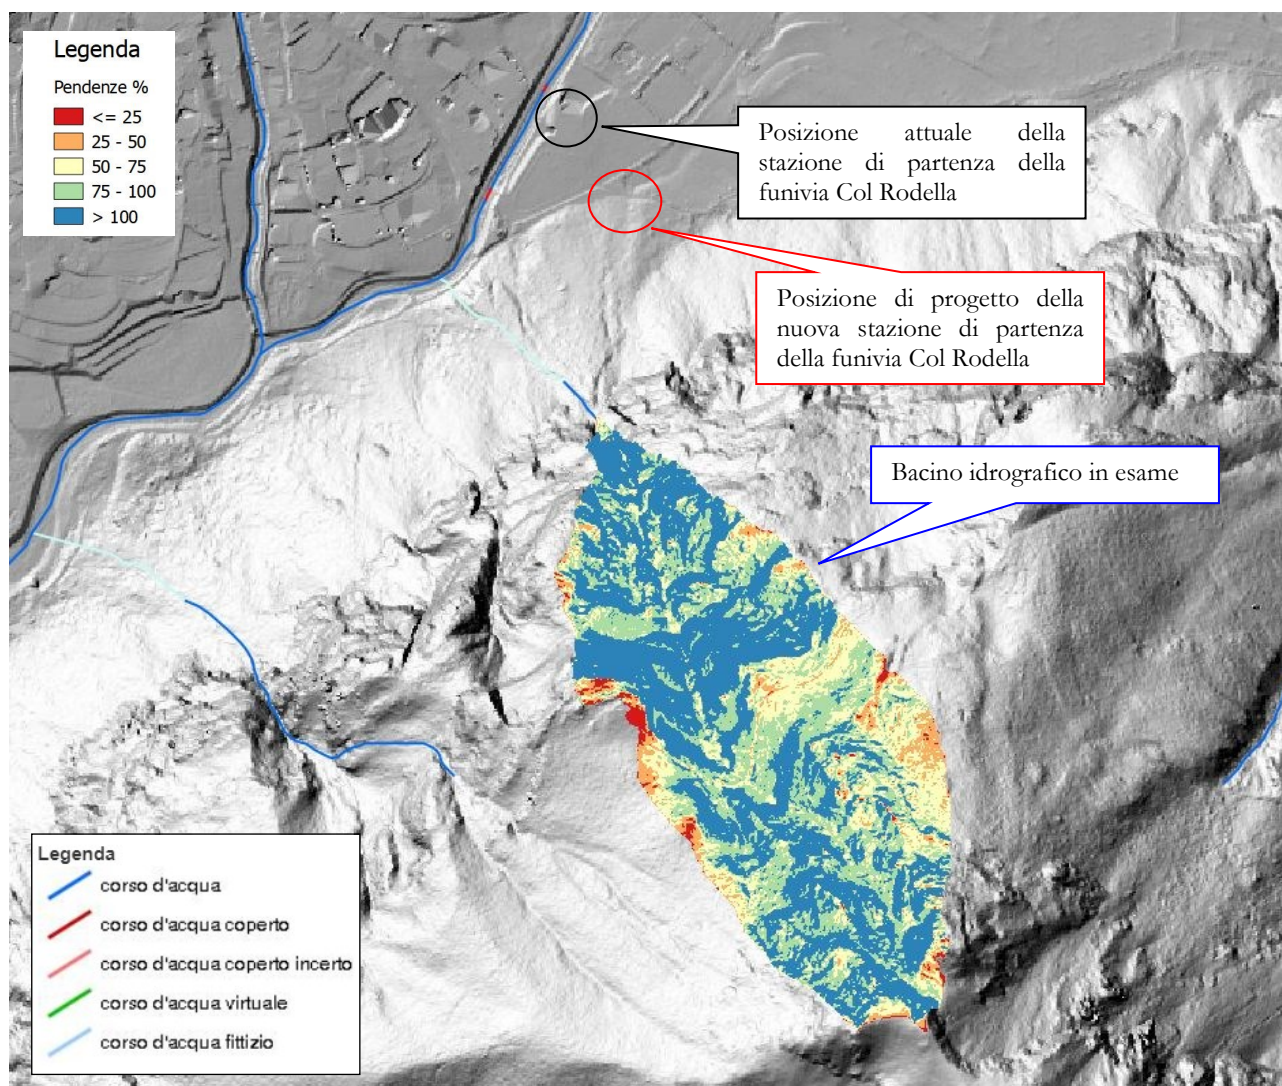 Legenda
Pendenze %
<= 25
25 - 50
50 - 75
75 - 100
> 100
Posizione attuale della
stazione di partenza della
funivia Col Rodella
Posizione di progetto della
nuova stazione di partenza
della funivia Col Rodella
Bacino idrografico in esame
Legenda
corso d'acqua
corso d'acqua coperto
corso d'acqua coperto incerto
corso d'acqua virtuale
corso d'acqua fittizio